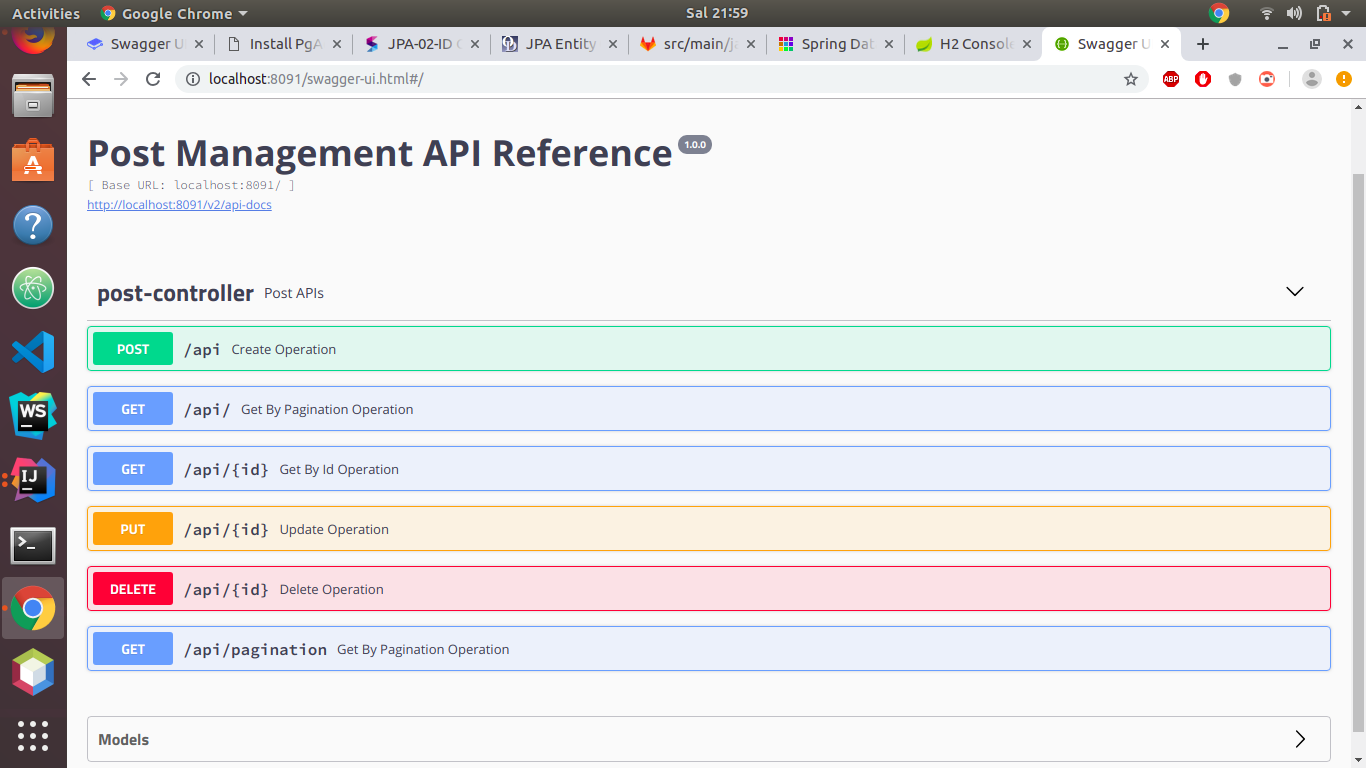 Activities Google Chrome Sal 21:59
Swagger U Install PgA JPA-02-ID JPA Entity src/main/ja Spring Dat H2 Console Swagger U
localhost:8091/swagger-ui.html#/ ABP
Post Management API Reference 1.0.0
[ Base URL: localhost:8091/ ]
http://localhost:8091/v2/api-docs
post-controller Post APIs
POST /api Create Operation
GET /api/ Get By Pagination Operation
GET /api/{id} Get By Id Operation
PUT /api/{id} Update Operation
DELETE /api/{id} Delete Operation
GET /api/pagination Get By Pagination Operation
Models
WS
IJ